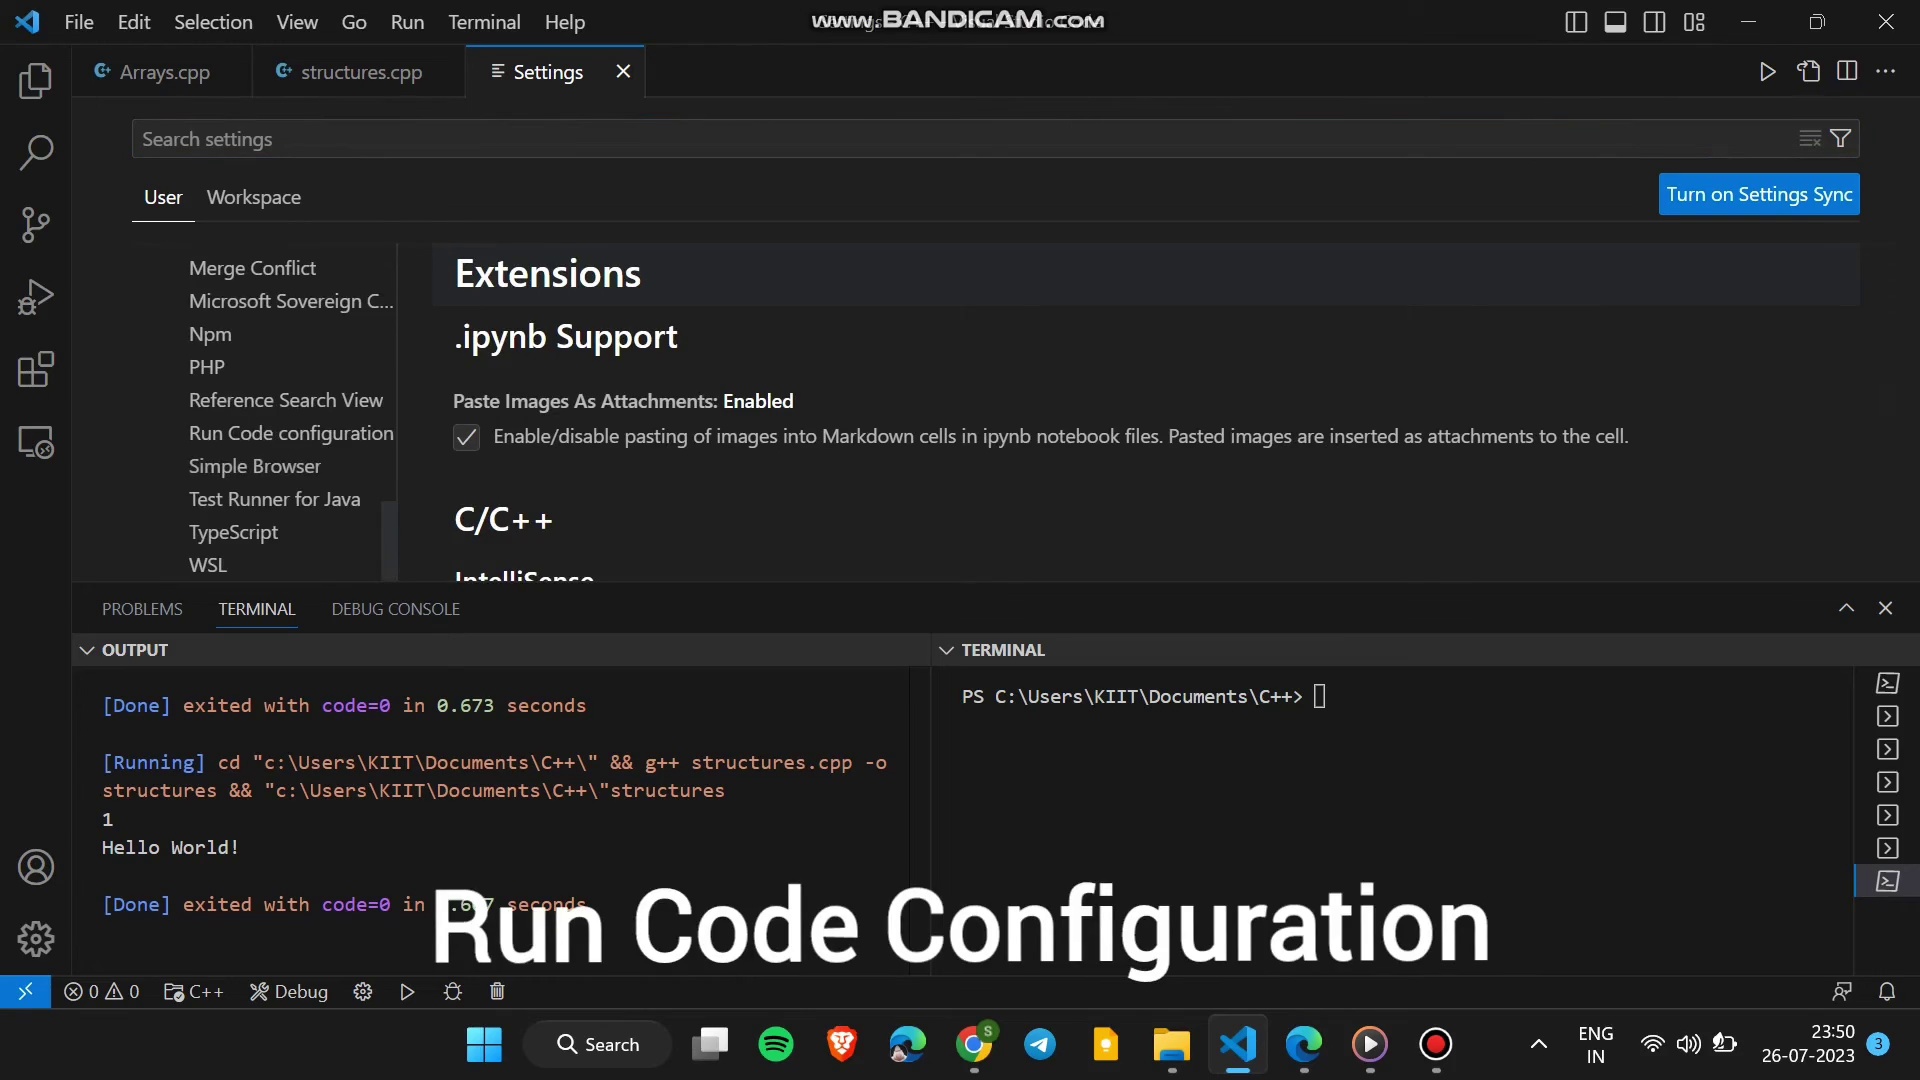 File Edit Selection View Go Run Terminal Help
www.BANDICAM.com
Arrays.cpp
structures.cpp
Settings
Search settings
User Workspace
Turn on Settings Sync
Merge Conflict
Microsoft Sovereign C...
Npm
PHP
Reference Search View
Run Code configuration
Simple Browser
Test Runner for Java
TypeScript
WSL
Extensions
.ipynb Support
Paste Images As Attachments: Enabled
Enable/disable pasting of images into Markdown cells in ipynb notebook files. Pasted images are inserted as attachments to the cell.
C/C++
IntelliSense
PROBLEMS TERMINAL DEBUG CONSOLE
OUTPUT
[Done] exited with code=0 in 0.673 seconds
[Running] cd "c:\Users\KIIT\Documents\C++\" && g++ structures.cpp -o
structures && "c:\Users\KIIT\Documents\C++\"structures
1
Hello World!
[Done] exited with code=0 in seconds
TERMINAL
PS C:\Users\KIIT\Documents\C++>
Run Code Configuration
0 0 C++ Debug
Search
S
ENG
IN
23:50
26-07-2023
3